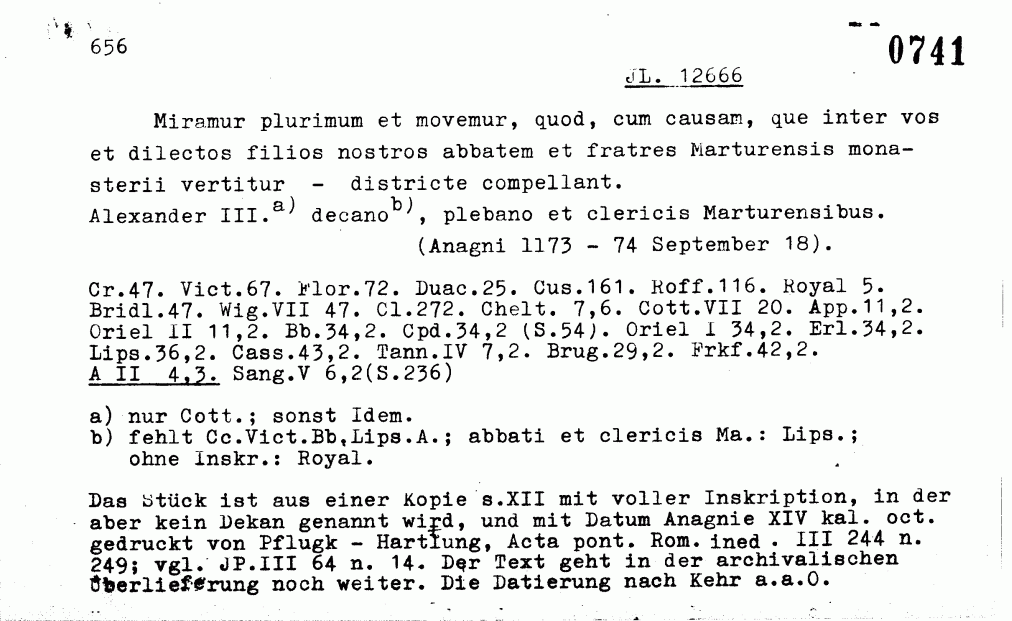 656
0741
JL. 12666
Miramur plurimum et movemur, quod, cum causam, que inter vos
et dilectos filios nostros abbatem et fratres Marturensis mona-
sterii vertitur – districte compellant.
Alexander III.a) decanob), plebano et clericis Marturensibus.
(Anagni 1173 – 74 September 18).
Cr.47. Vict.67. Flor.72. Duac.25. Cus.161. Roff.116. Royal 5.
Bridl.47. Wig.VII 47. Cl.272. Chelt. 7,6. Cott.VII 20. App.11,2.
Oriel II 11,2. Bb.34,2. Cpd.34,2 (S.54). Oriel I 34,2. Erl.34,2.
Lips.36,2. Cass.43,2. Tann.IV 7,2. Brug.29,2. Frkf.42,2.
A II 4,3. Sang.V 6,2(S.236)
a) nur Cott.; sonst Idem.
b) fehlt Cc.Vict.Bb,Lips.A.; abbati et clericis Ma.: Lips.;
ohne Inskr.: Royal.
Das Stück ist aus einer Kopie s.XII mit voller Inskription, in der
aber kein Dekan genannt wird, und mit Datum Anagnie XIV kal. oct.
gedruckt von Pflugk – Harttung, Acta pont. Rom. ined . III 244 n.
249; vgl. JP.III 64 n. 14. Der Text geht in der archivalischen
Überlieferung noch weiter. Die Datierung nach Kehr a.a.O.